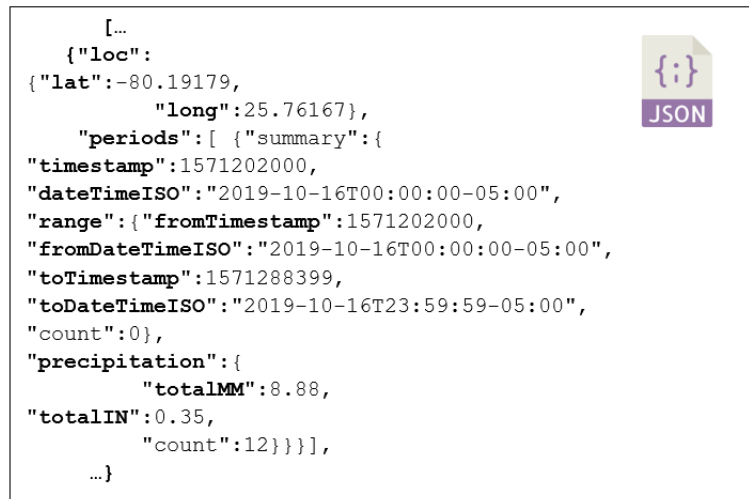 […
{"loc":
{"lat":-80.19179,
"long":25.76167},
"periods":[ {"summary":{
"timestamp":1571202000,
"dateTimeISO":"2019-10-16T00:00:00-05:00",
"range":{"fromTimestamp":1571202000,
"fromDateTimeISO":"2019-10-16T00:00:00-05:00",
"toTimestamp":1571288399,
"toDateTimeISO":"2019-10-16T23:59:59-05:00",
"count":0},
"precipitation":{
"totalMM":8.88,
"totalIN":0.35,
"count":12}}}],
…}
{;}
JSON